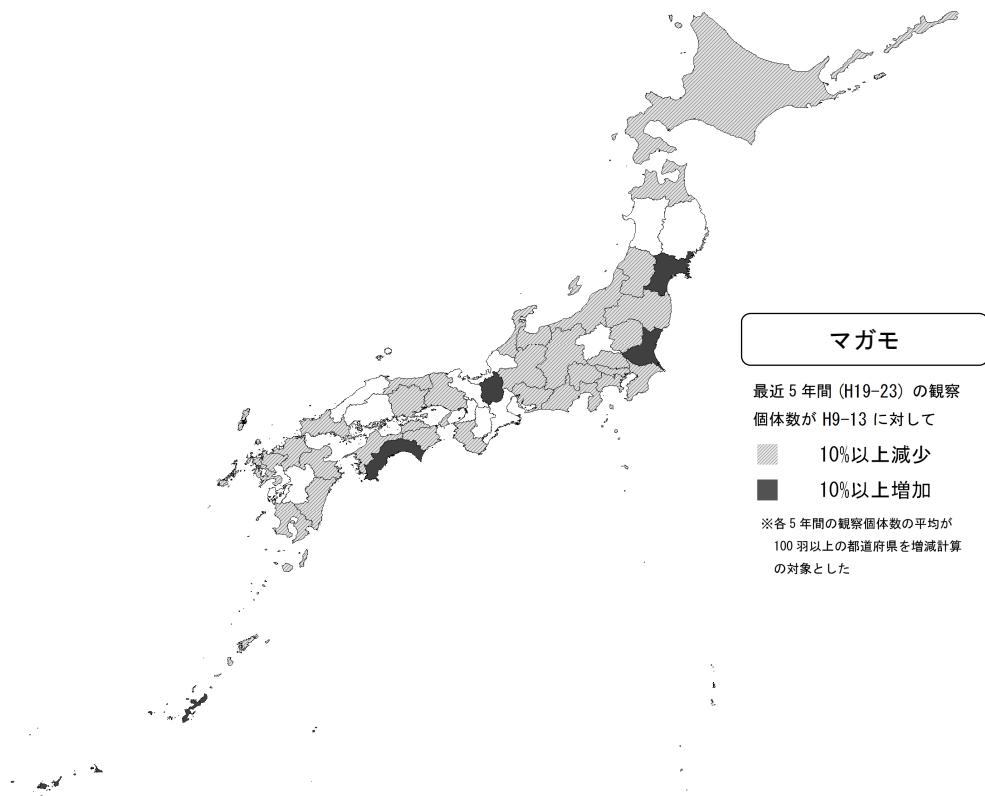 マガモ
最近5年間(H19-23)の観察
個体数がH9-13に対して
10%以上減少
10%以上増加
※各5年間の観察個体数の平均が
100羽以上の都道府県を増減計算
の対象とした